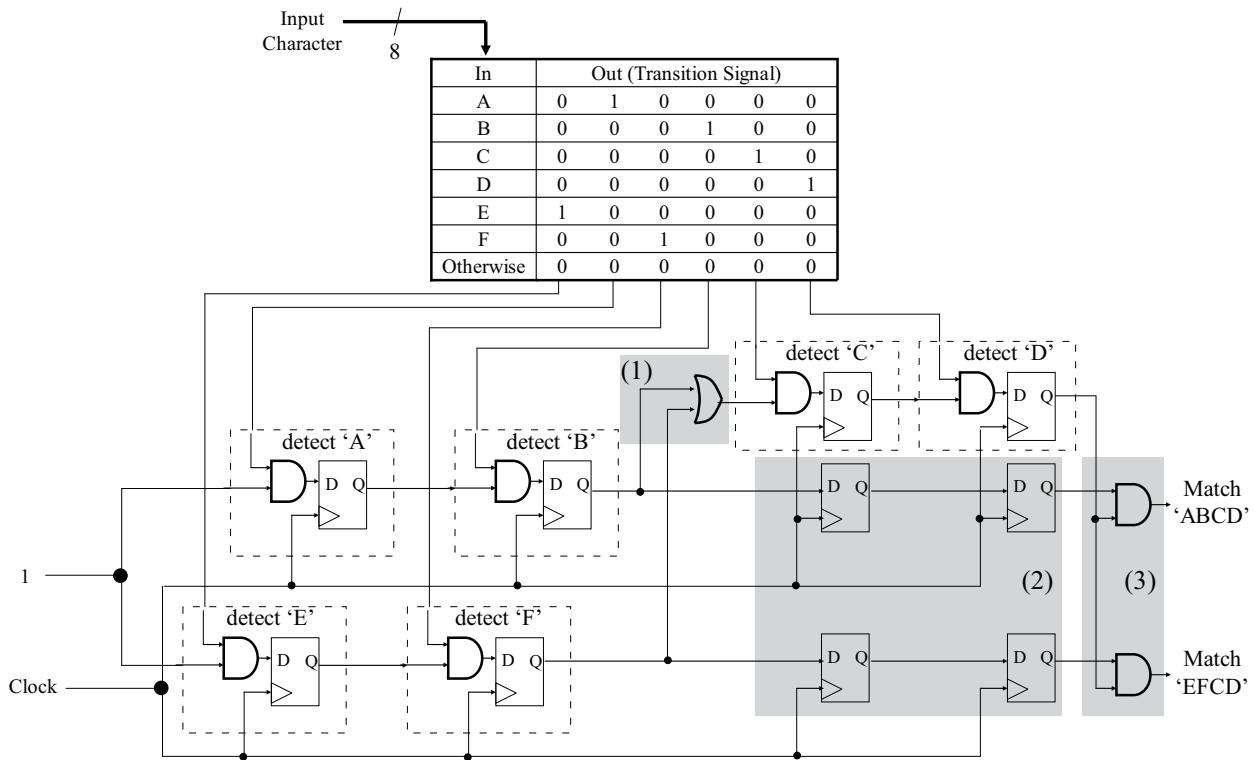 Input
Character
8
In Out (Transition Signal)
A 0 1 0 0 0 0
B 0 0 0 1 0 0
C 0 0 0 0 1 0
D 0 0 0 0 0 1
E 1 0 0 0 0 0
F 0 0 1 0 0 0
Otherwise 0 0 0 0 0 0
(1)
detect ‘C’
D Q
detect ‘D’
D Q
detect ‘A’
D Q
detect ‘B’
D Q
D Q
D Q
Match
‘ABCD’
1
(2)
(3)
detect ‘E’
D Q
detect ‘F’
D Q
D Q
D Q
Match
‘EFCD’
Clock